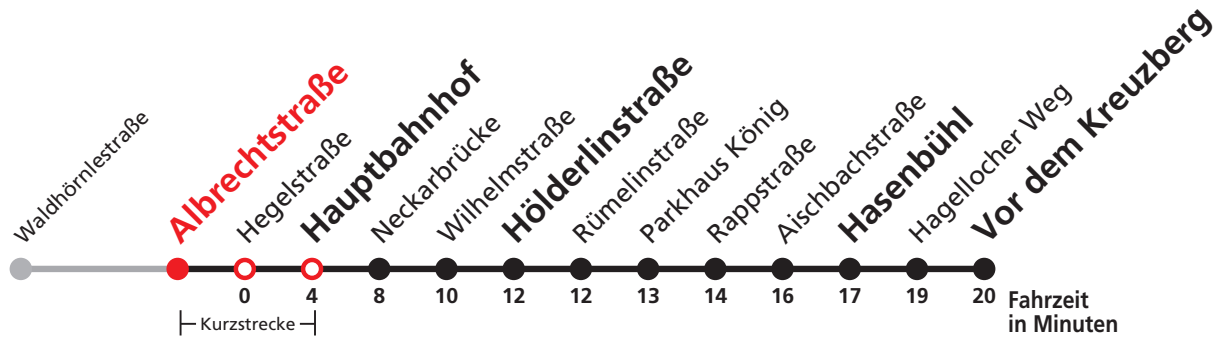 Waldhörnlestraße
Albrechtstraße
Hegelstraße
Hauptbahnhof
Neckarbrücke
Wilhelmstraße
Hölderlinstraße
Rümelinstraße
Parkhaus König
Rappstraße
Aischbachstraße
Hasenbühl
Hagellocher Weg
Vor dem Kreuzberg
0 4 8 10 12 12 13 14 16 17 19 20
Fahrzeit
in Minuten
Kurzstrecke